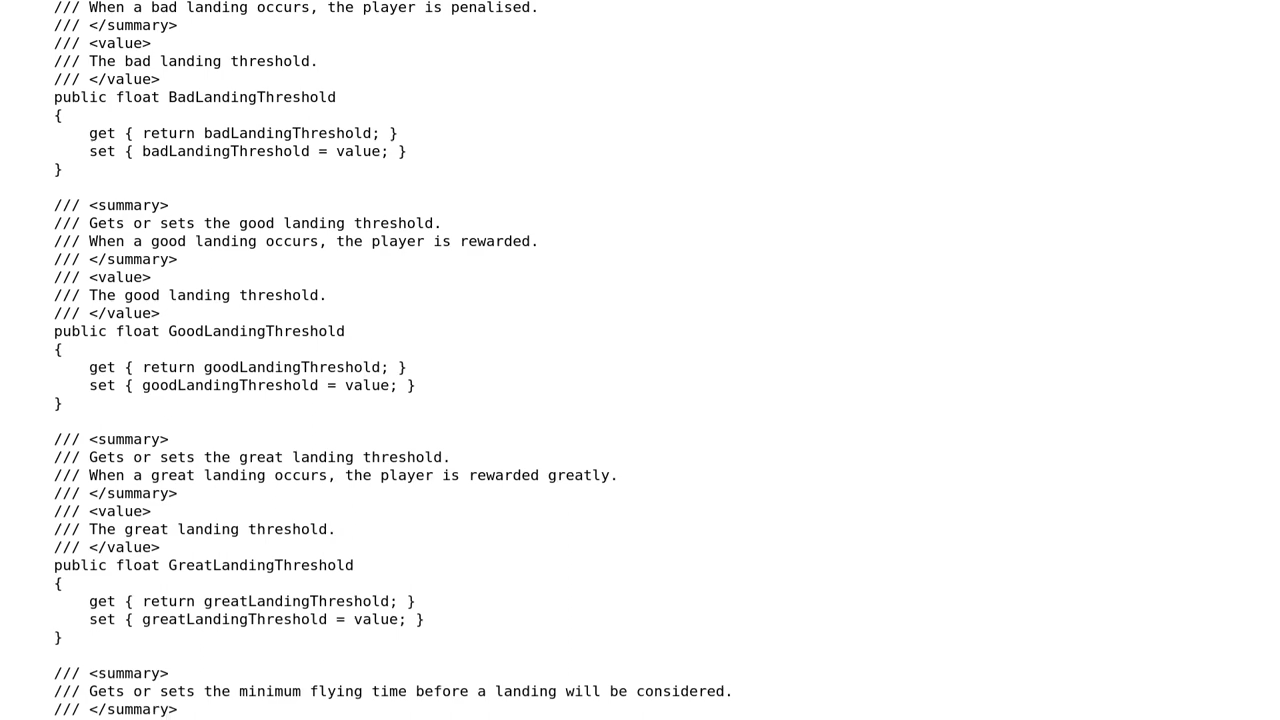 /// When a bad landing occurs, the player is penalised.
/// </summary>
/// <value>
/// The bad landing threshold.
/// </value>
public float BadLandingThreshold
{
    get { return badLandingThreshold; }
    set { badLandingThreshold = value; }
}

/// <summary>
/// Gets or sets the good landing threshold.
/// When a good landing occurs, the player is rewarded.
/// </summary>
/// <value>
/// The good landing threshold.
/// </value>
public float GoodLandingThreshold
{
    get { return goodLandingThreshold; }
    set { goodLandingThreshold = value; }
}

/// <summary>
/// Gets or sets the great landing threshold.
/// When a great landing occurs, the player is rewarded greatly.
/// </summary>
/// <value>
/// The great landing threshold.
/// </value>
public float GreatLandingThreshold
{
    get { return greatLandingThreshold; }
    set { greatLandingThreshold = value; }
}

/// <summary>
/// Gets or sets the minimum flying time before a landing will be considered.
/// </summary>